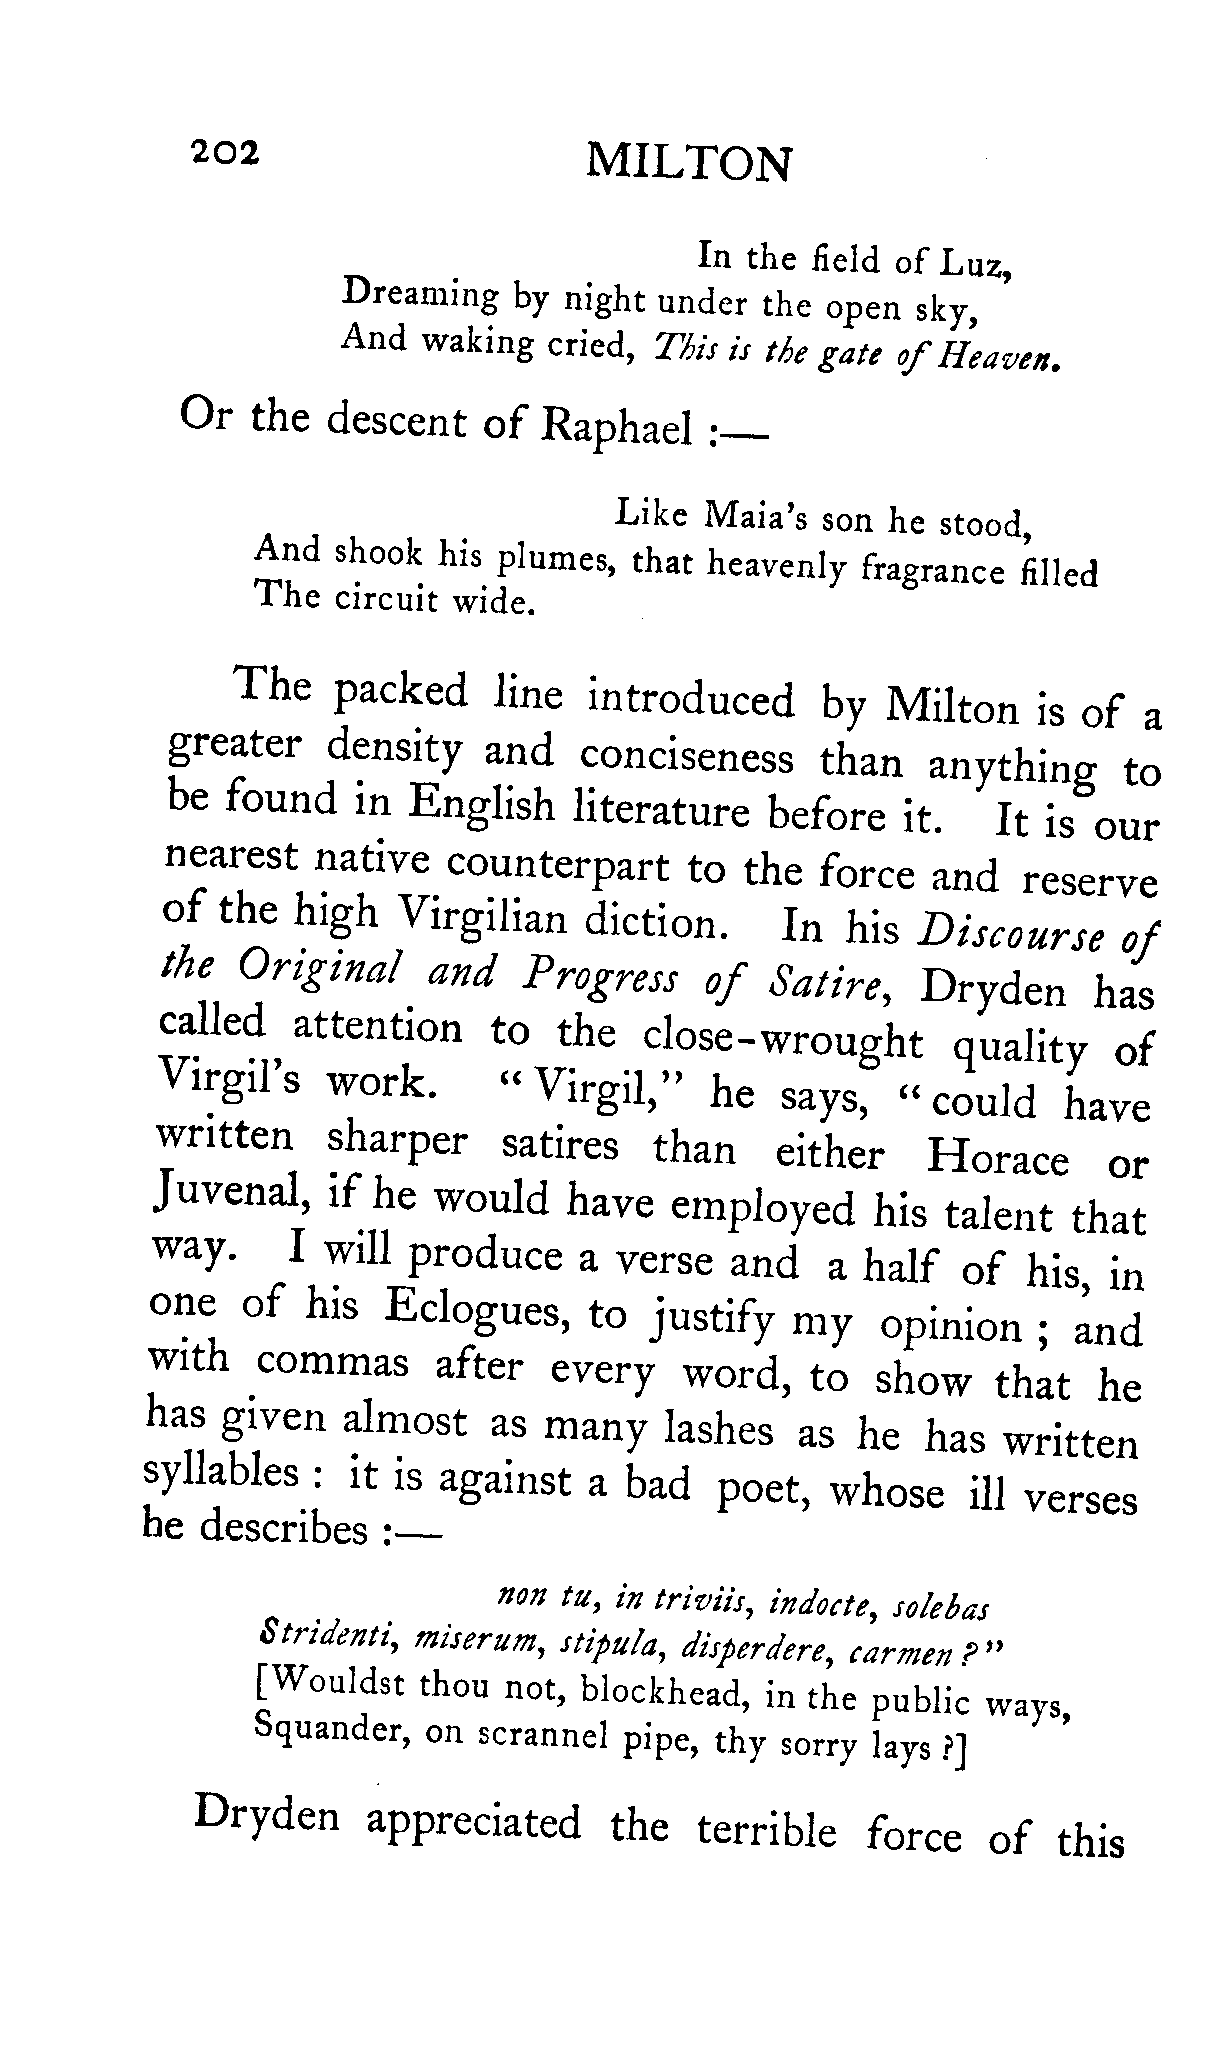 202 MILTON
In the field of Luz,
Dreaming by night under the open sky,
And waking cried, This is the gate of Heaven.
Or the descent of Raphael :—
Like Maia's son he stood,
And shook his plumes, that heavenly fragrance filled
The circuit wide.
The packed line introduced by Milton is of a
greater density and conciseness than anything to
be found in English literature before it. It is our
nearest native counterpart to the force and reserve
of the high Virgilian diction. In his Discourse of
the Original and Progress of Satire, Dryden has
called attention to the close-wrought quality of
Virgil's work. "Virgil," he says, "could have
written sharper satires than either Horace or
Juvenal, if he would have employed his talent that
way. I will produce a verse and a half of his, in
one of his Eclogues, to justify my opinion ; and
with commas after every word, to show that he
has given almost as many lashes as he has written
syllables : it is against a bad poet, whose ill verses
he describes :—
non tu, in triviis, indocte, solebas
Stridenti, miserum, stipula, disperdere, carmen ?"
[Wouldst thou not, blockhead, in the public ways,
Squander, on scrannel pipe, thy sorry lays ?]
Dryden appreciated the terrible force of this